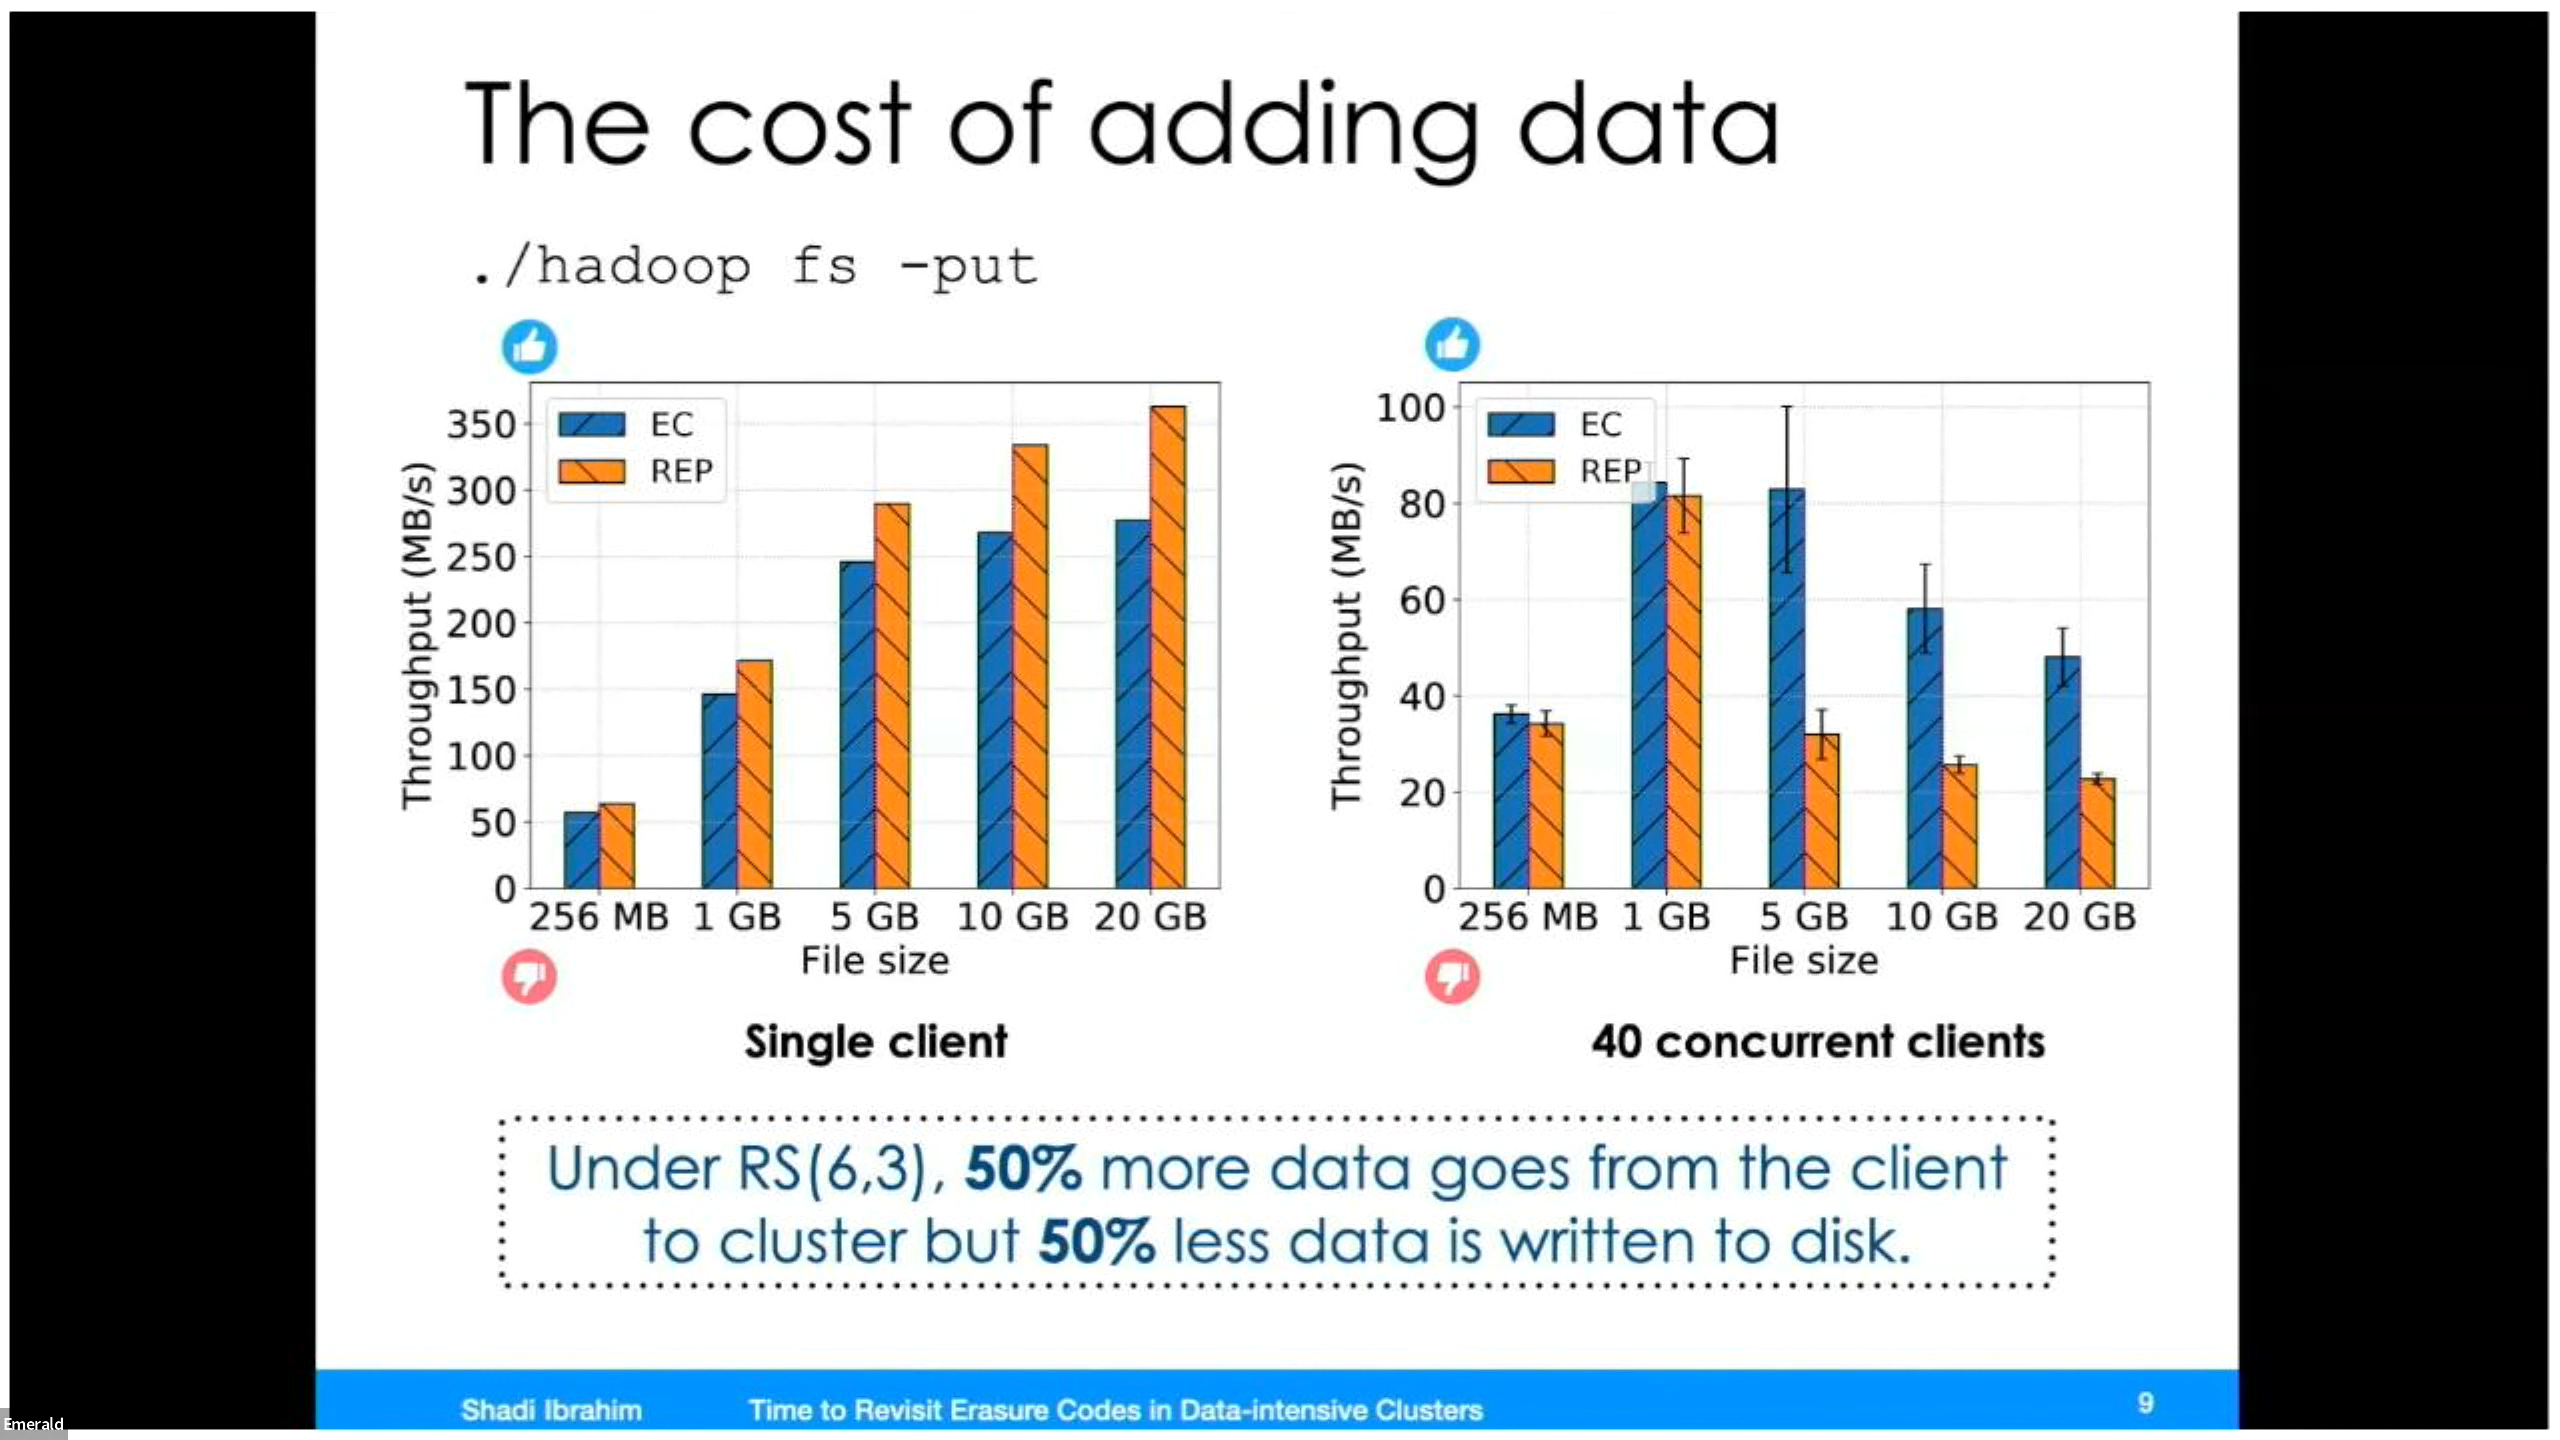 The cost of adding data
./hadoop fs -put
EC
REP
350
300
250
200
150
100
50
0
Throughput (MB/s)
256 MB 1 GB 5 GB 10 GB 20 GB
File size
Single client
EC
REP
100
80
60
40
20
0
Throughput (MB/s)
256 MB 1 GB 5 GB 10 GB 20 GB
File size
40 concurrent clients
Under RS(6,3), 50% more data goes from the client
to cluster but 50% less data is written to disk.
Shadi Ibrahim Time to Revisit Erasure Codes in Data-intensive Clusters 9
Emerald